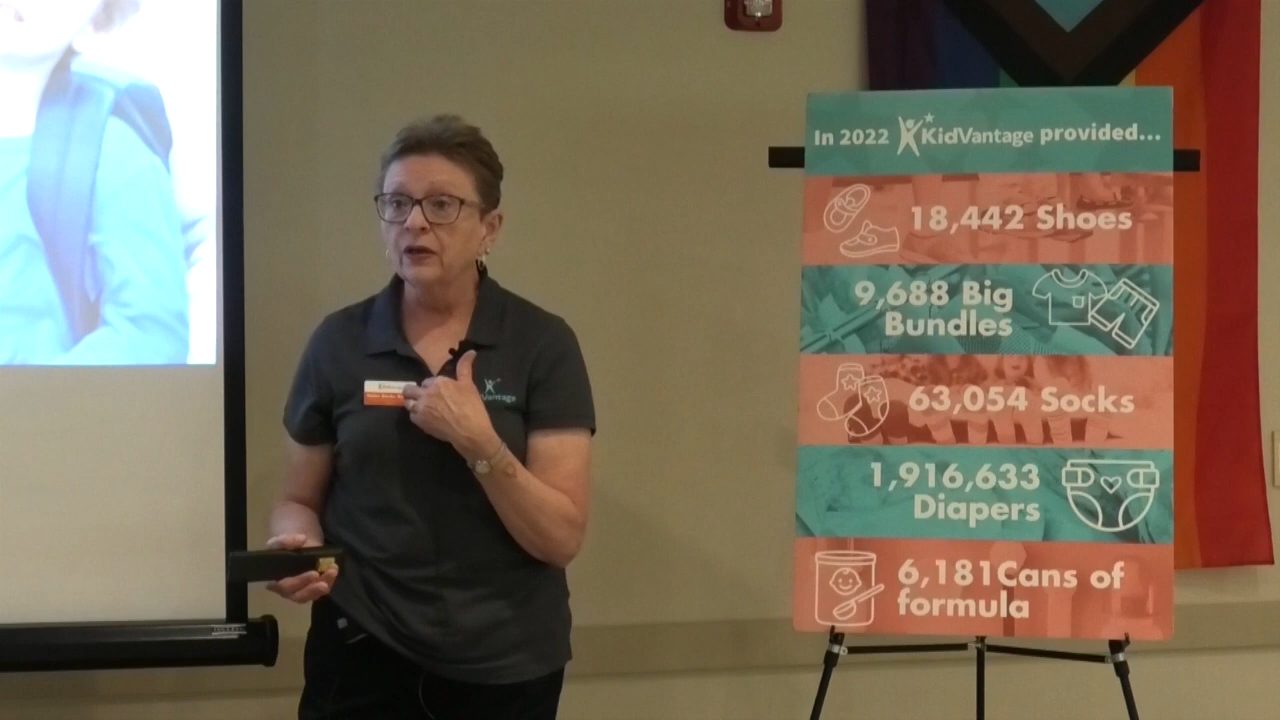 In 2022 KidVantage provided...
18,442 Shoes
9,688 Big
Bundles
63,054 Socks
1,916,633
Diapers
6,181Cans of
formula
Vantage